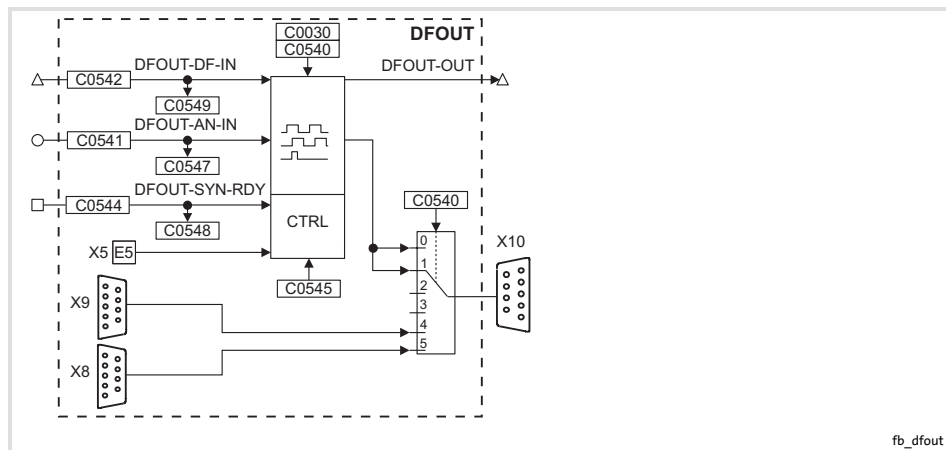 DFOUT
C0030
C0540
C0542
DFOUT-DF-IN
DFOUT-OUT
C0549
C0541
DFOUT-AN-IN
C0547
C0544
DFOUT-SYN-RDY
C0548
CTRL
C0540
X5 E5
C0545
0
1
2
3
4
5
X10
X9
X8
fb_dfout